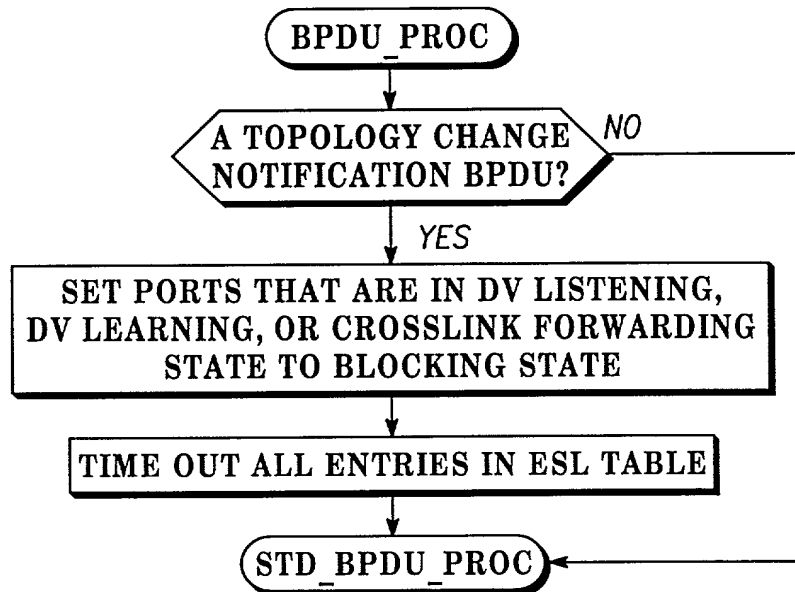 BPDU_PROC
A TOPOLOGY CHANGE
NOTIFICATION BPDU?
NO
YES
SET PORTS THAT ARE IN DV LISTENING,
DV LEARNING, OR CROSSLINK FORWARDING
STATE TO BLOCKING STATE
TIME OUT ALL ENTRIES IN ESL TABLE
STD_BPDU_PROC